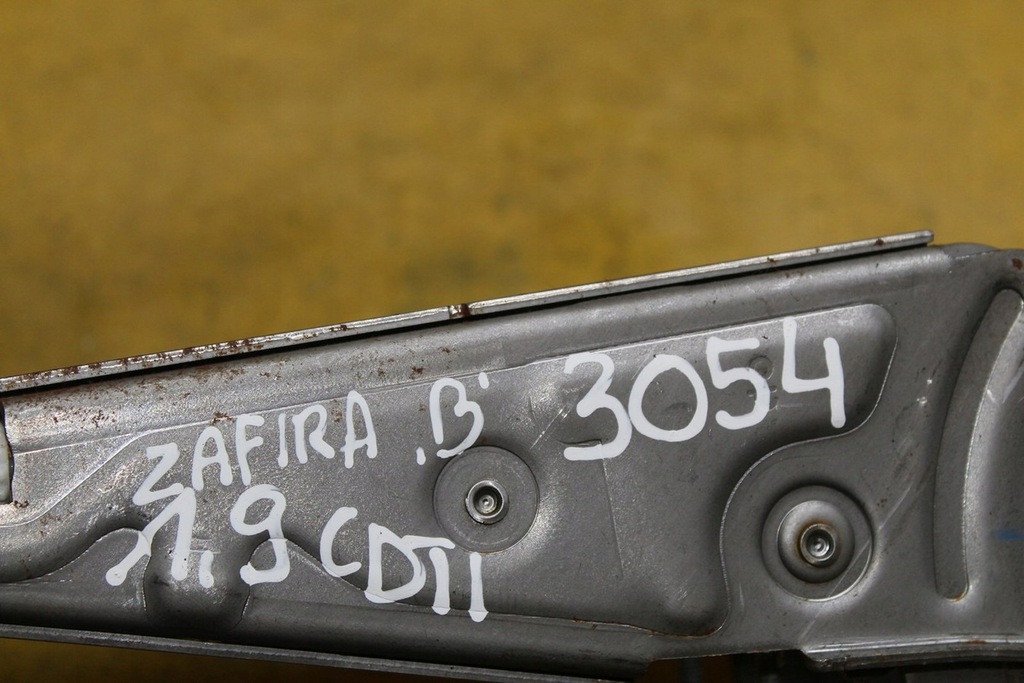 ZAFIRA „B" 3054
1,9 CDTI